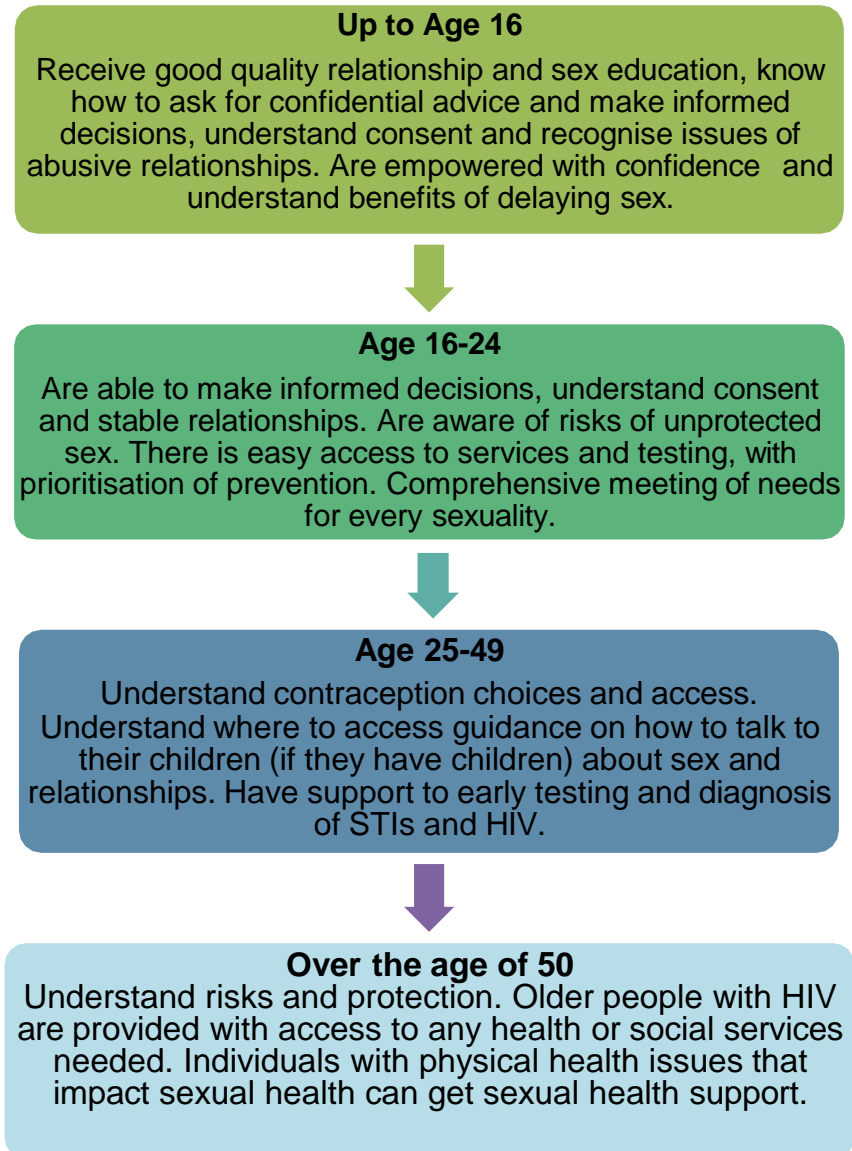 Up to Age 16
Receive good quality relationship and sex education, know
how to ask for confidential advice and make informed
decisions, understand consent and recognise issues of
abusive relationships. Are empowered with confidence and
understand benefits of delaying sex.
Age 16-24
Are able to make informed decisions, understand consent
and stable relationships. Are aware of risks of unprotected
sex. There is easy access to services and testing, with
prioritisation of prevention. Comprehensive meeting of needs
for every sexuality.
Age 25-49
Understand contraception choices and access.
Understand where to access guidance on how to talk to
their children (if they have children) about sex and
relationships. Have support to early testing and diagnosis
of STIs and HIV.
Over the age of 50
Understand risks and protection. Older people with HIV
are provided with access to any health or social services
needed. Individuals with physical health issues that
impact sexual health can get sexual health support.